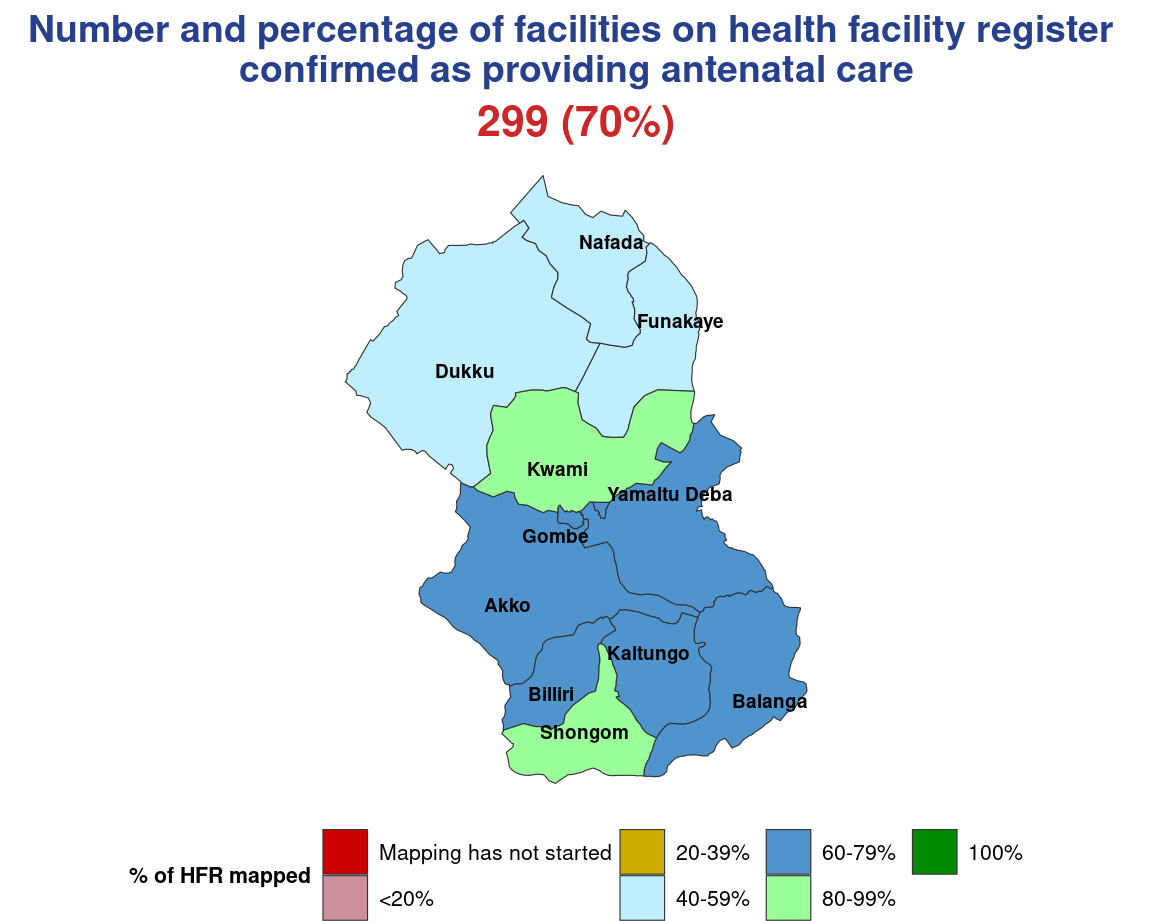 Number and percentage of facilities on health facility register
confirmed as providing antenatal care
299 (70%)
Nafada
Funakaye
Dukku
Kwami
Yamaltu Deba
Gombe
Akko
Kaltungo
Billiri
Balanga
Shongom
% of HFR mapped
Mapping has not started
<20%
20-39%
40-59%
60-79%
80-99%
100%